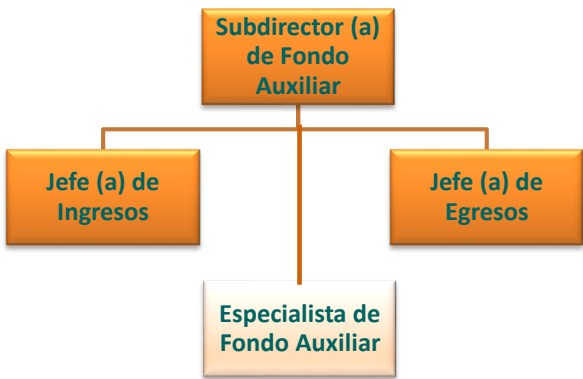 Subdirector (a)
de Fondo
Auxiliar
Jefe (a) de
Ingresos
Jefe (a) de
Egresos
Especialista de
Fondo Auxiliar